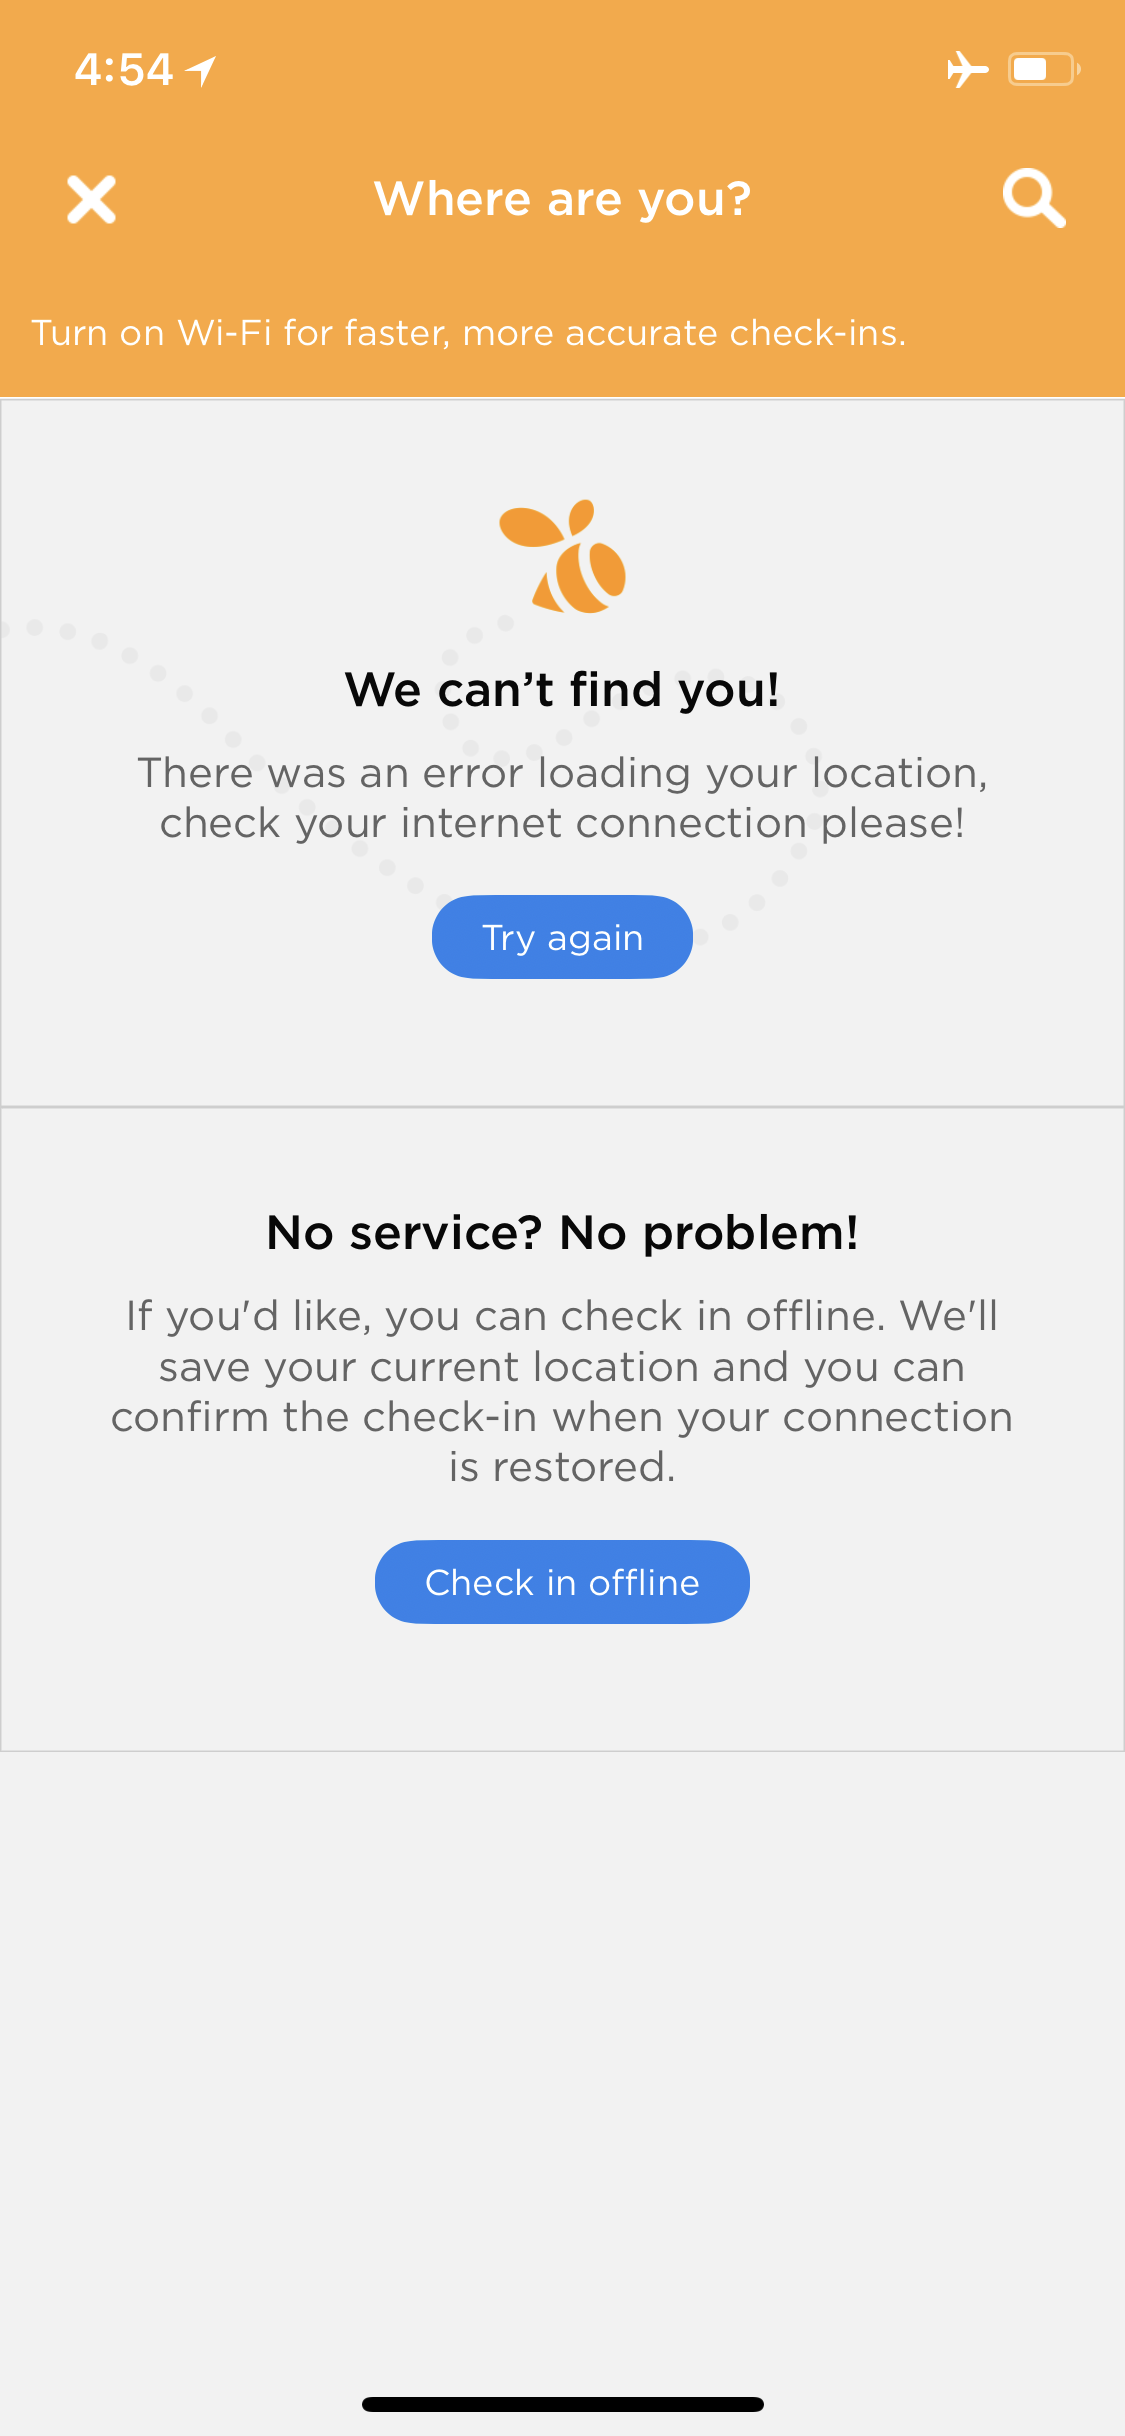 4:54
Where are you?
Turn on Wi-Fi for faster, more accurate check-ins.
We can’t find you!
There was an error loading your location,
check your internet connection please!
Try again
No service? No problem!
If you'd like, you can check in offline. We'll
save your current location and you can
confirm the check-in when your connection
is restored.
Check in offline